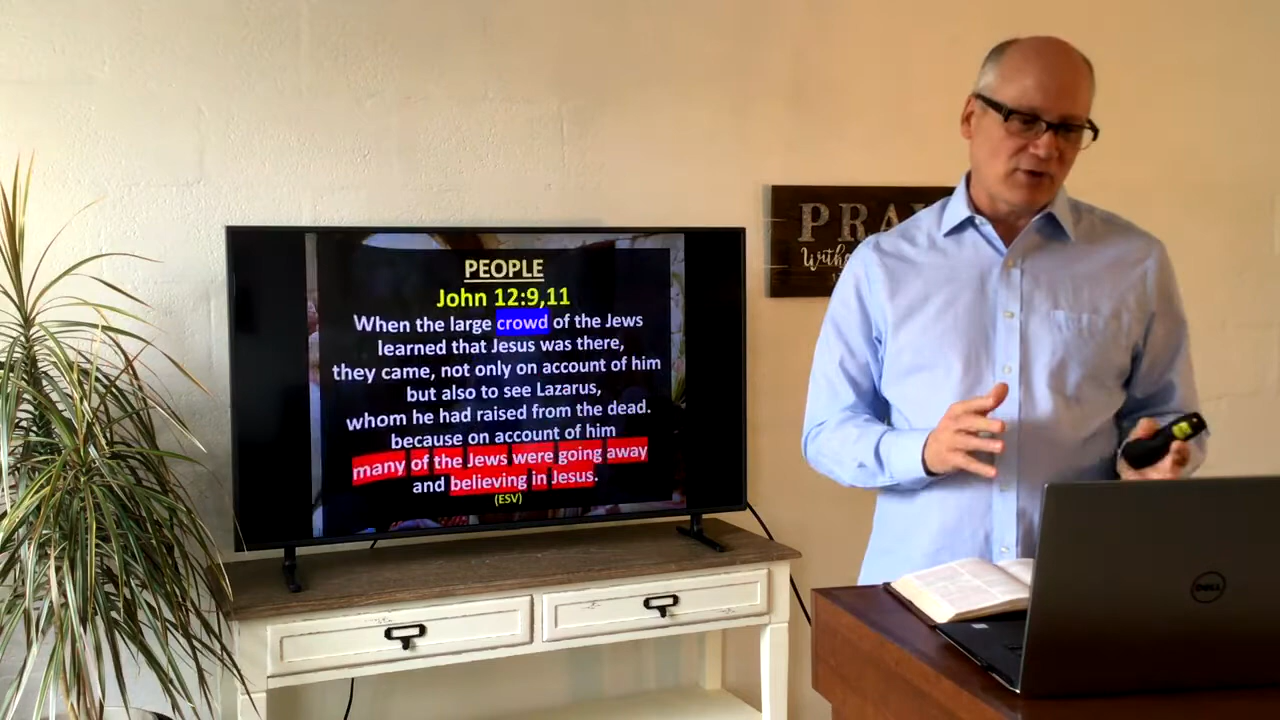 PEOPLE
John 12:9,11
When the large crowd of the Jews
learned that Jesus was there,
they came, not only on account of him
but also to see Lazarus,
whom he had raised from the dead.
because on account of him
many of the Jews were going away
and believing in Jesus.
(ESV)
DELL